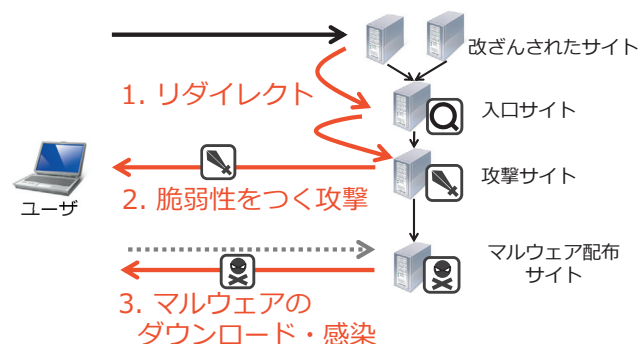 改ざんされたサイト
1. リダイレクト
入口サイト
攻撃サイト
ユーザ
2. 脆弱性をつく攻撃
マルウェア配布
サイト
3. マルウェアの
ダウンロード・感染